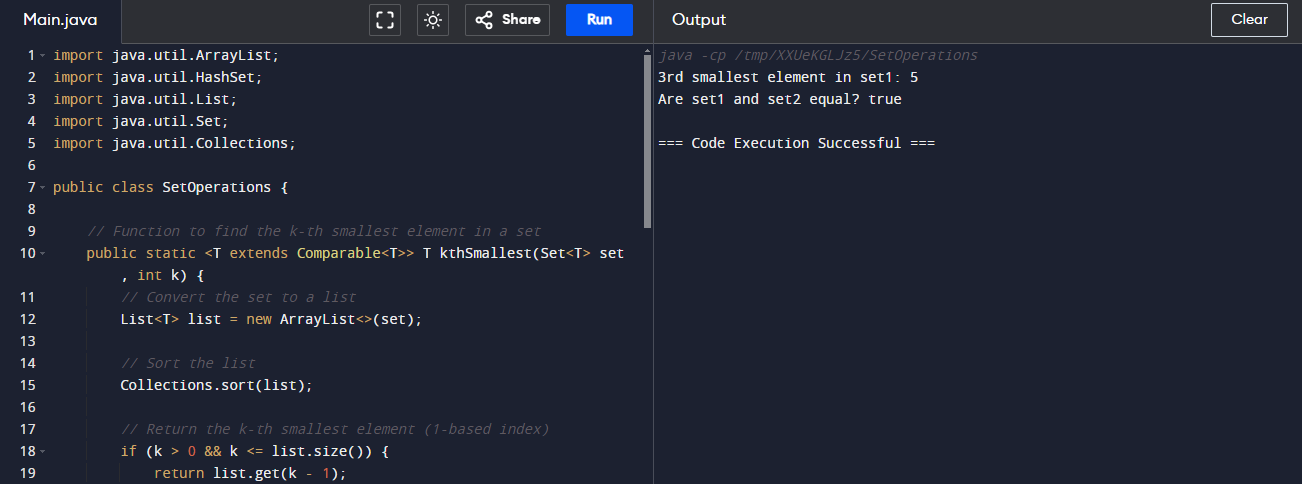 Main.java
Share
Run
Output
Clear
1 import java.util.ArrayList;
2 import java.util.HashSet;
3 import java.util.List;
4 import java.util.Set;
5 import java.util.Collections;
6
7 public class SetOperations {
8
9 // Function to find the k-th smallest element in a set
10 public static <T extends Comparable<T>> T kthSmallest(Set<T> set
, int k) {
11 // Convert the set to a list
12 List<T> list = new ArrayList<>(set);
13
14 // Sort the list
15 Collections.sort(list);
16
17 // Return the k-th smallest element (1-based index)
18 if (k > 0 && k <= list.size()) {
19 return list.get(k - 1);
java -cp /tmp/XXUeKGLJz5/SetOperations
3rd smallest element in set1: 5
Are set1 and set2 equal? true
=== Code Execution Successful ===